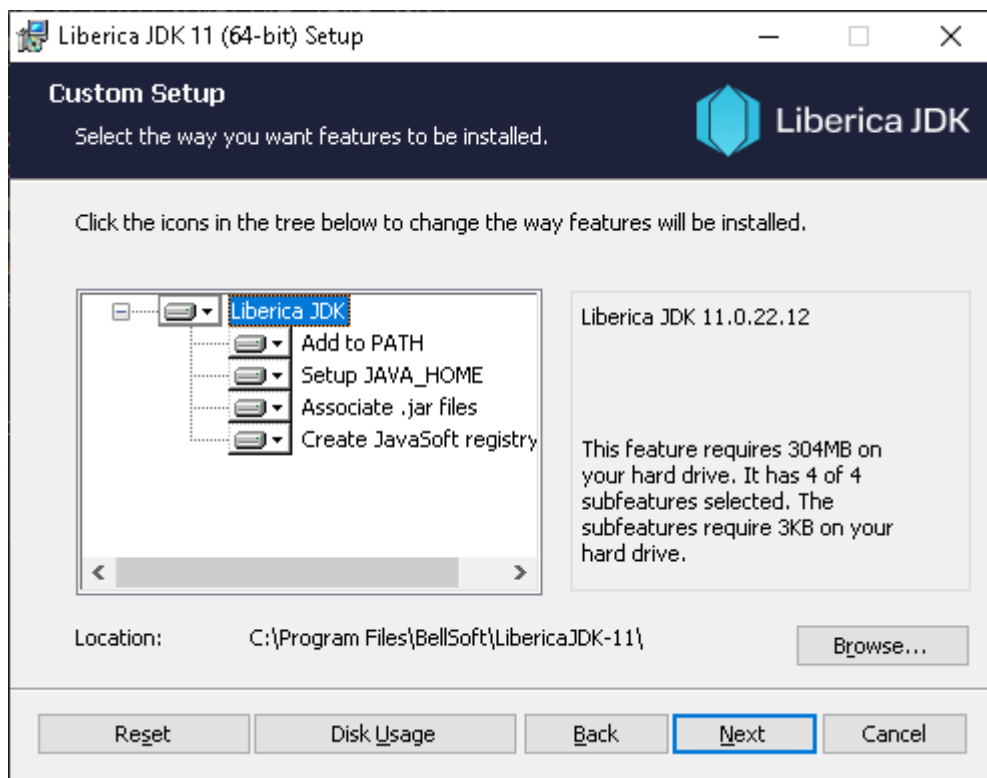 Liberica JDK 11 (64-bit) Setup
Custom Setup
Select the way you want features to be installed.
Liberica JDK
Click the icons in the tree below to change the way features will be installed.
Liberica JDK
Add to PATH
Setup JAVA_HOME
Associate .jar files
Create JavaSoft registry
Liberica JDK 11.0.22.12
This feature requires 304MB on
your hard drive. It has 4 of 4
subfeatures selected. The
subfeatures require 3KB on your
hard drive.
Location: C:\Program Files\BellSoft\LibericaJDK-11\
Browse...
Reset Disk Usage Back Next Cancel